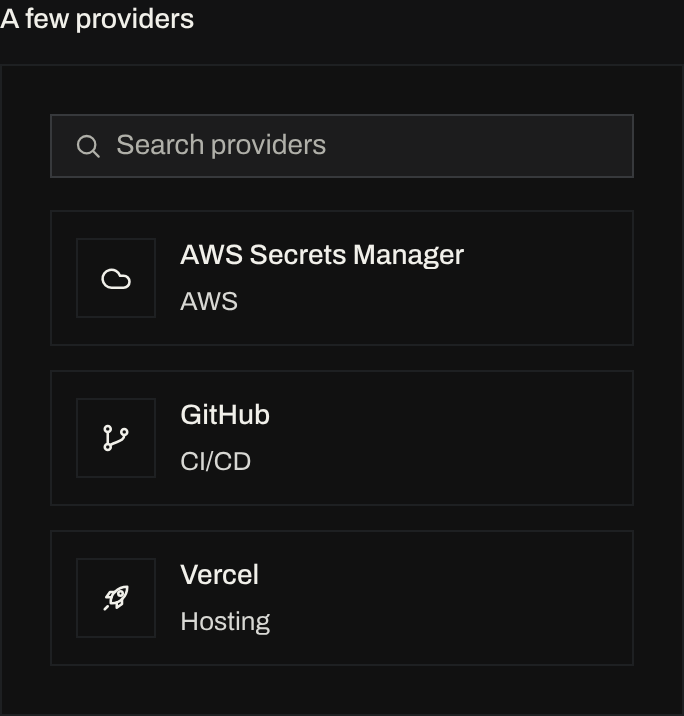 A few providers
Search providers
AWS Secrets Manager
AWS
GitHub
CI/CD
Vercel
Hosting